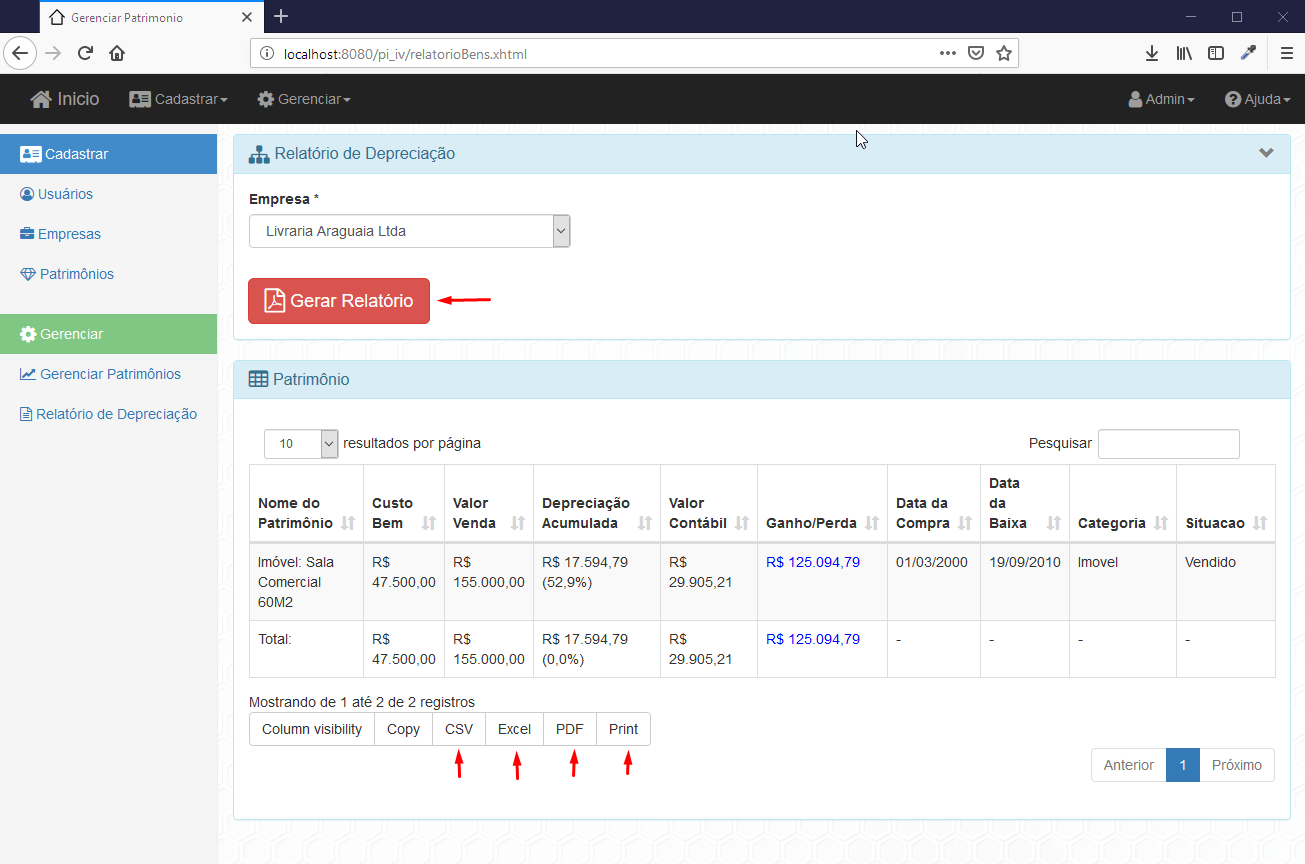 Gerenciar Patrimonio
localhost:8080/pi_iv/relatorioBens.xhtml
Inicio Cadastrar Gerenciar Admin Ajuda
Cadastrar
Usuários
Empresas
Patrimônios
Gerenciar
Gerenciar Patrimônios
Relatório de Depreciação
Relatório de Depreciação
Empresa *
Livraria Araguaia Ltda
Gerar Relatório
Patrimônio
10 resultados por página Pesquisar
Nome do Patrimônio Custo Bem Valor Venda Depreciação Acumulada Valor Contábil Ganho/Perda Data da Compra Data da Baixa Categoria Situacao
Imóvel: Sala Comercial 60M2 R$ 47.500,00 R$ 155.000,00 R$ 17.594,79 (52,9%) R$ 29.905,21 R$ 125.094,79 01/03/2000 19/09/2010 Imovel Vendido
Total: R$ 47.500,00 R$ 155.000,00 R$ 17.594,79 (0,0%) R$ 29.905,21 R$ 125.094,79 - - - -
Mostrando de 1 até 2 de 2 registros
Column visibility Copy CSV Excel PDF Print
Anterior 1 Próximo